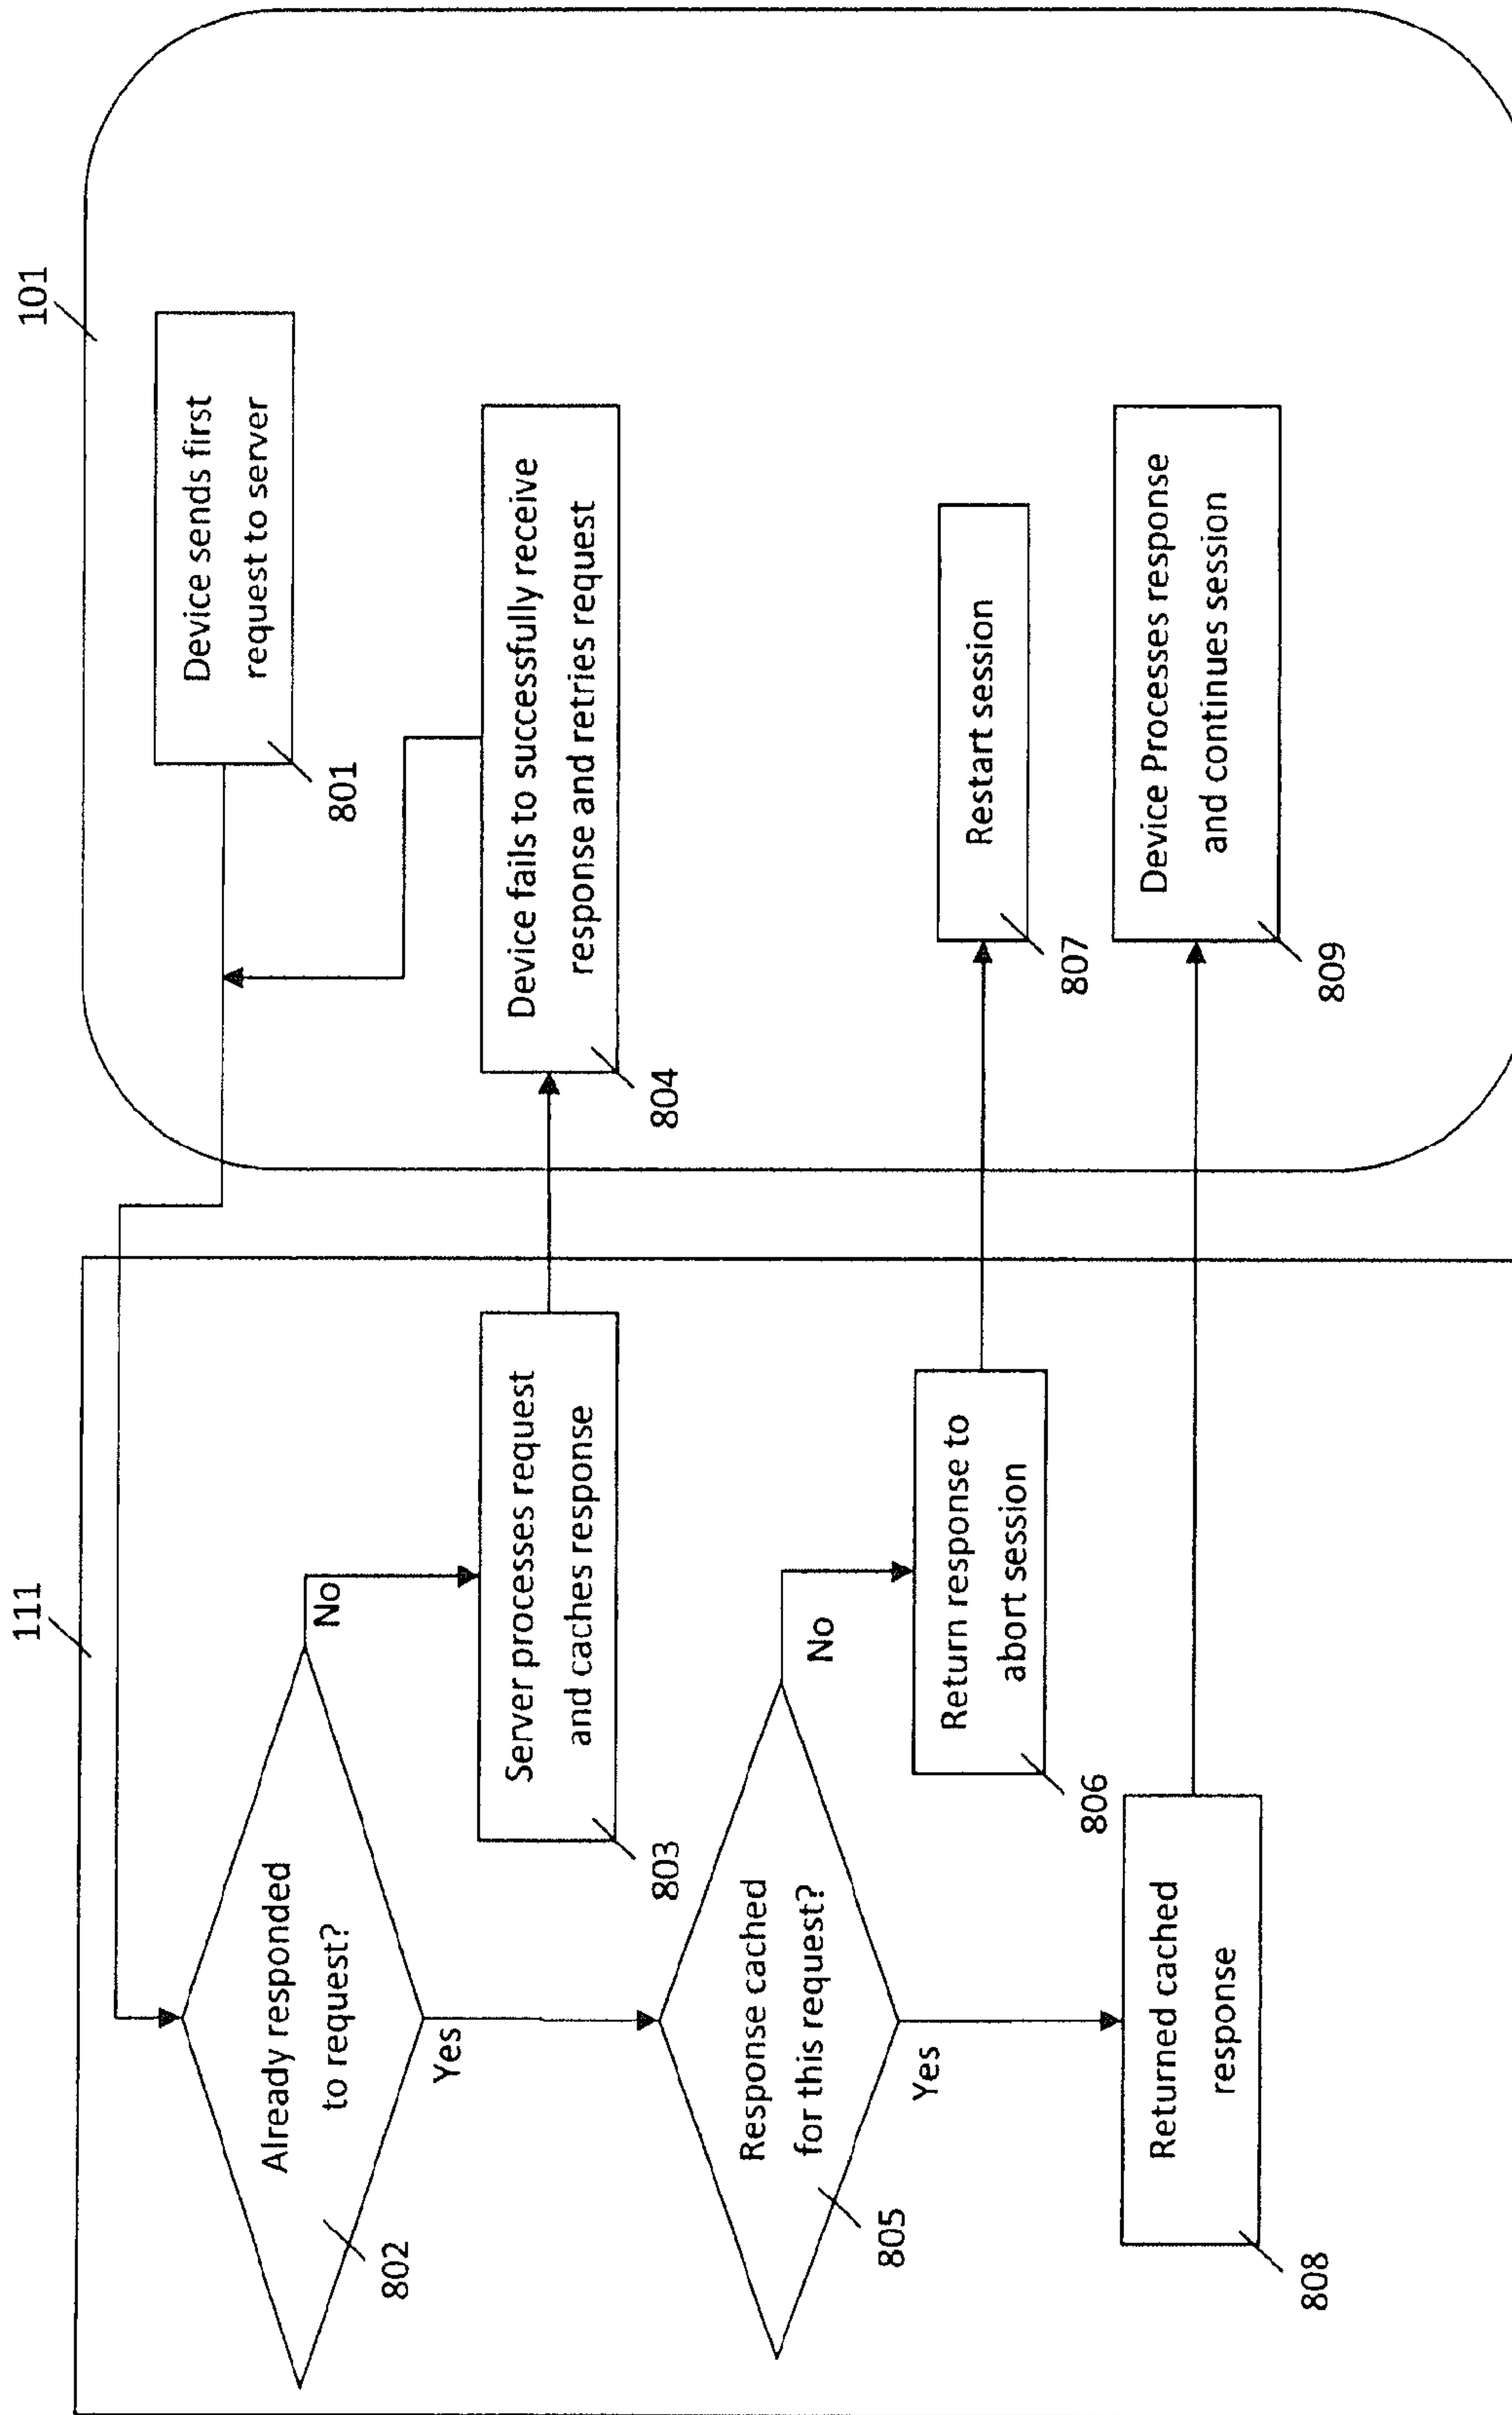 111
101
Device sends first
request to server
801
Already responded
to request?
802
No
Yes
Server processes request
and caches response
803
Device fails to successfully receive
response and retries request
804
Response cached
for this request?
805
No
Yes
Return response to
abort session
806
Restart session
807
Returned cached
response
808
Device Processes response
and continues session
809